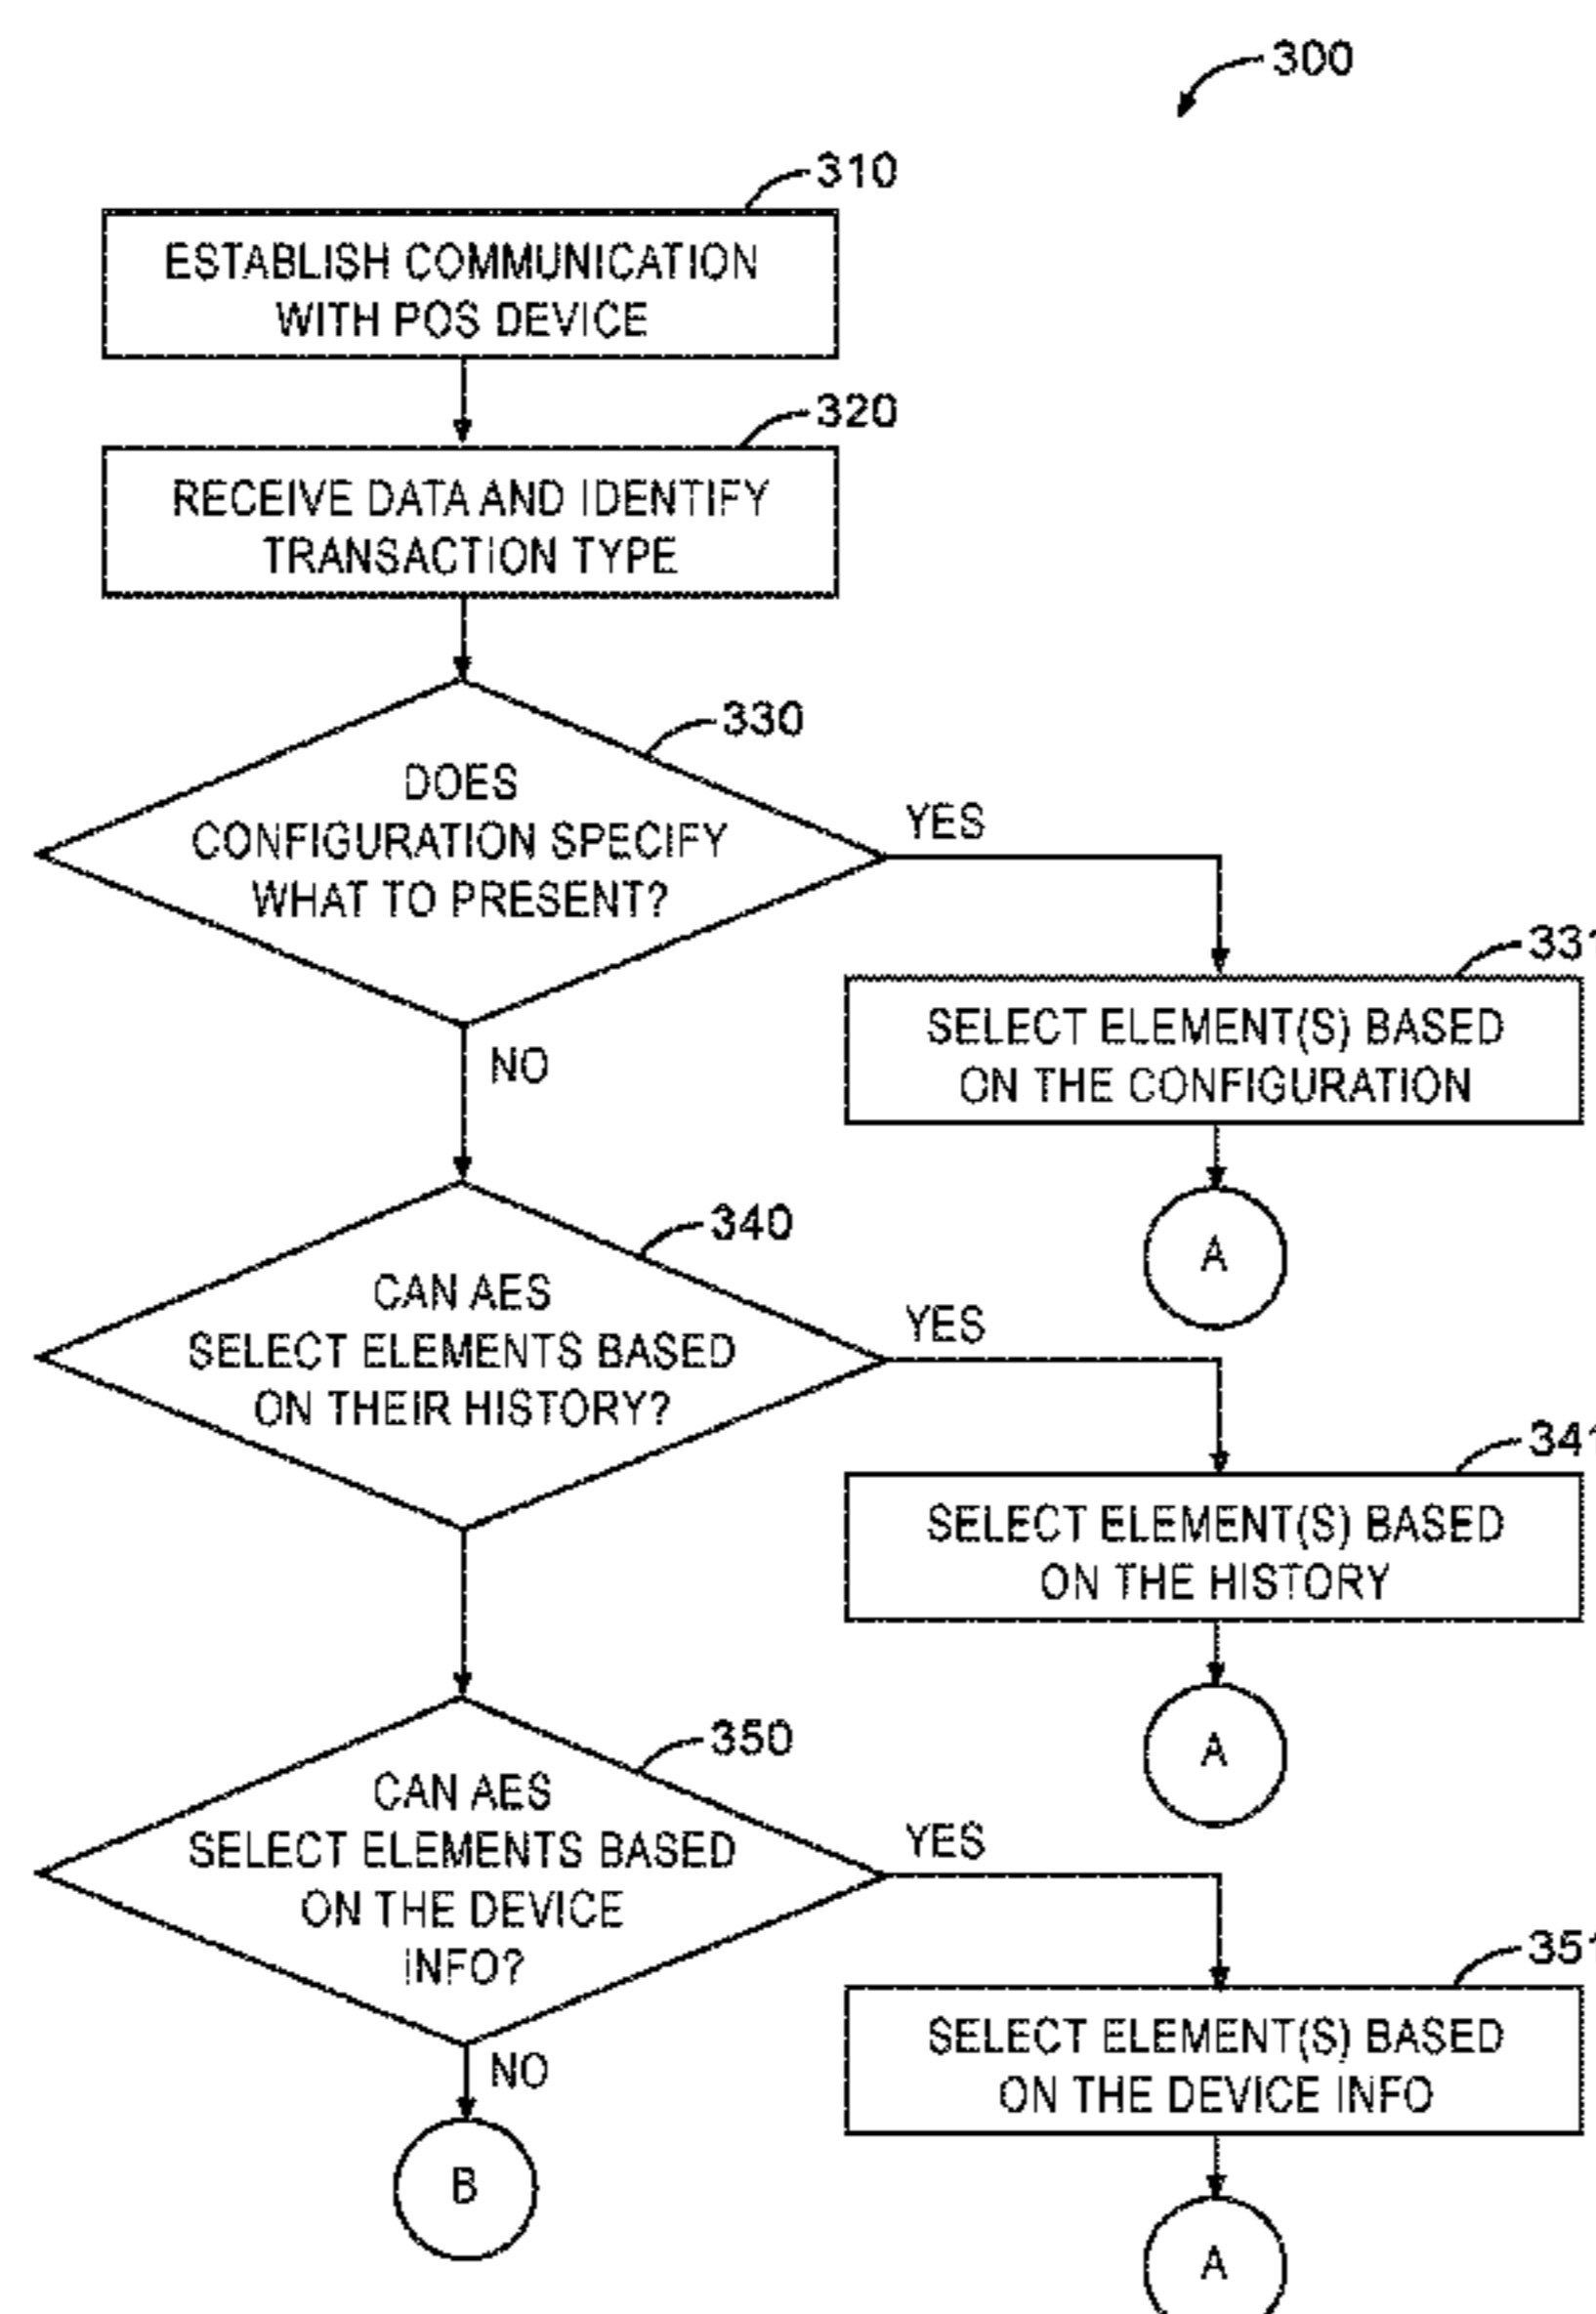 300
310
ESTABLISH COMMUNICATION
WITH POS DEVICE
320
RECEIVE DATA AND IDENTIFY
TRANSACTION TYPE
330
DOES
CONFIGURATION SPECIFY
WHAT TO PRESENT?
YES
331
SELECT ELEMENT(S) BASED
ON THE CONFIGURATION
NO
A
340
CAN AES
SELECT ELEMENTS BASED
ON THEIR HISTORY?
YES
341
SELECT ELEMENT(S) BASED
ON THE HISTORY
A
350
CAN AES
SELECT ELEMENTS BASED
ON THE DEVICE
INFO?
YES
351
SELECT ELEMENT(S) BASED
ON THE DEVICE INFO
NO
B
A